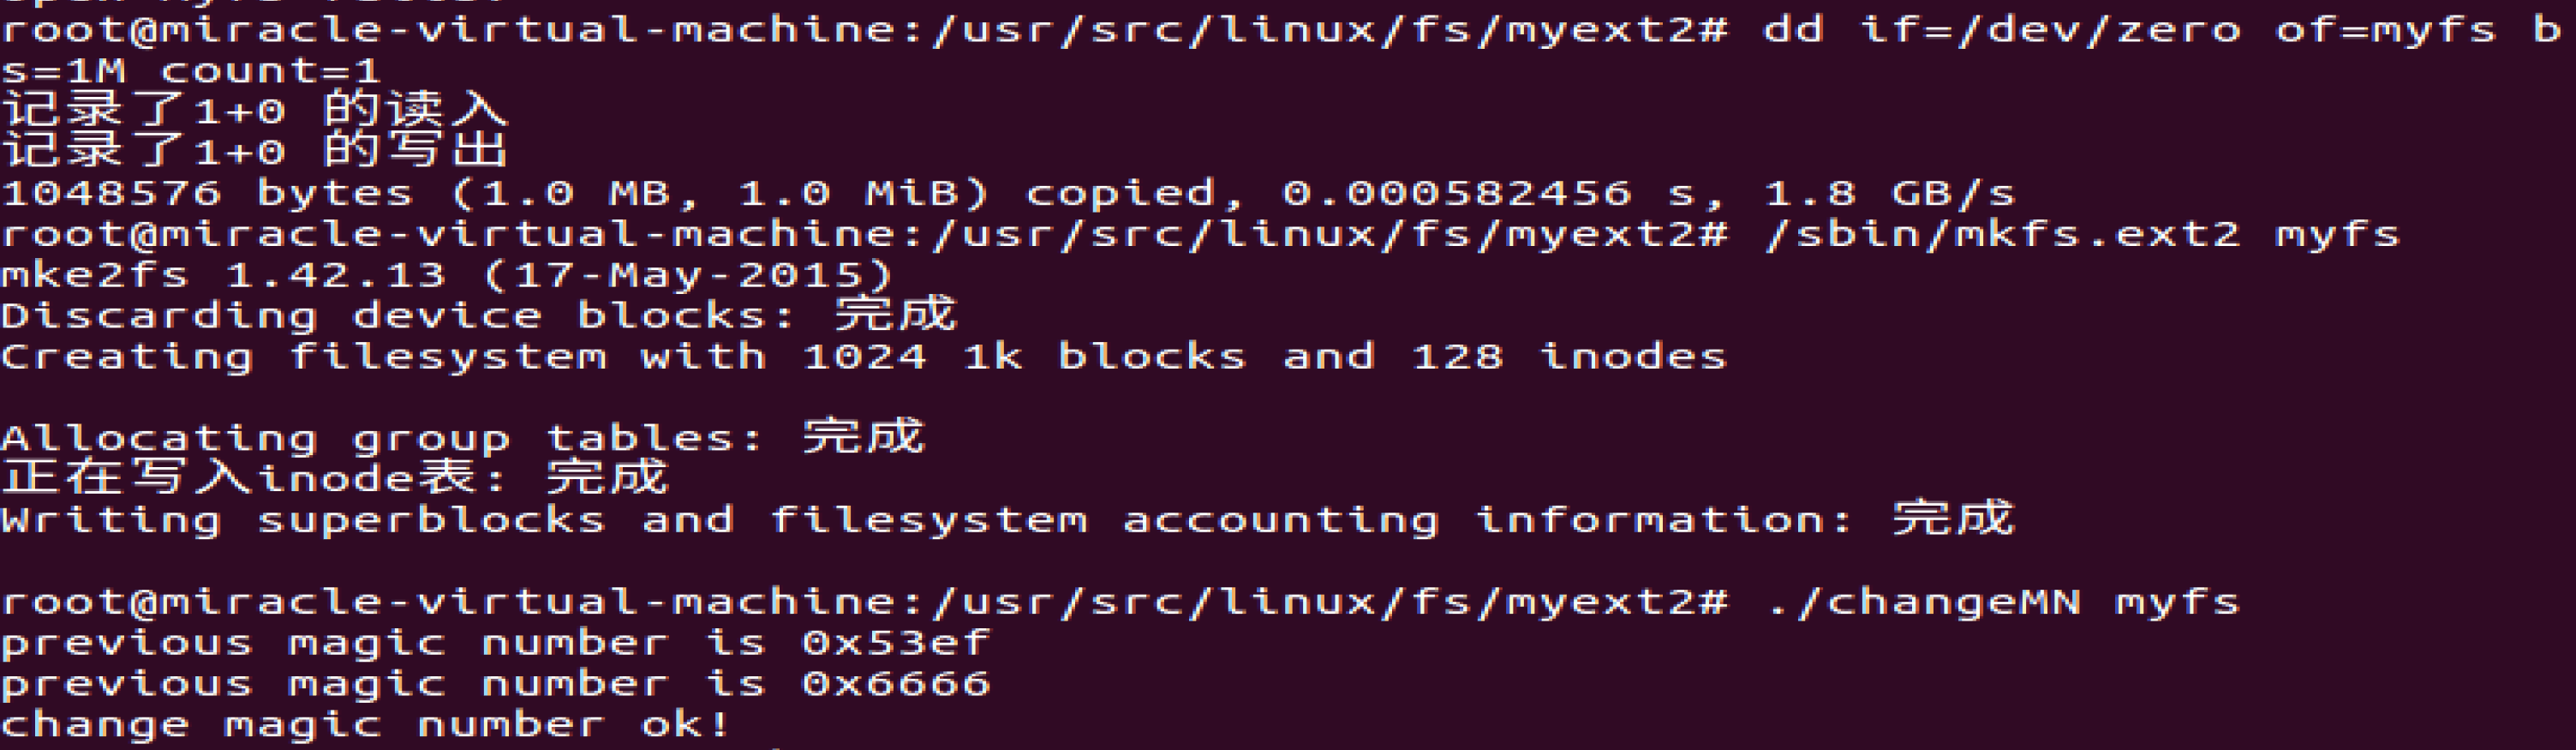 root@miracle-virtual-machine:/usr/src/linux/fs/myext2# dd if=/dev/zero of=myfs b
s=1M count=1
记录了1+0 的读入
记录了1+0 的写出
1048576 bytes (1.0 MB, 1.0 MiB) copied, 0.000582456 s, 1.8 GB/s
root@miracle-virtual-machine:/usr/src/linux/fs/myext2# /sbin/mkfs.ext2 myfs
mke2fs 1.42.13 (17-May-2015)
Discarding device blocks: 完成
Creating filesystem with 1024 1k blocks and 128 inodes
Allocating group tables: 完成
正在写入inode表: 完成
Writing superblocks and filesystem accounting information: 完成
root@miracle-virtual-machine:/usr/src/linux/fs/myext2# ./changeMN myfs
previous magic number is 0x53ef
previous magic number is 0x6666
change magic number ok!